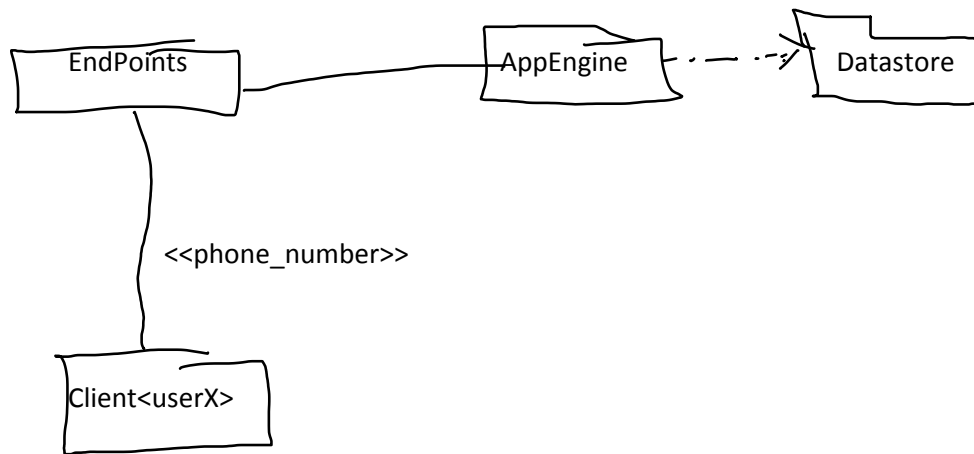 EndPoints
AppEngine
Datastore
<<phone_number>>
Client<userX>